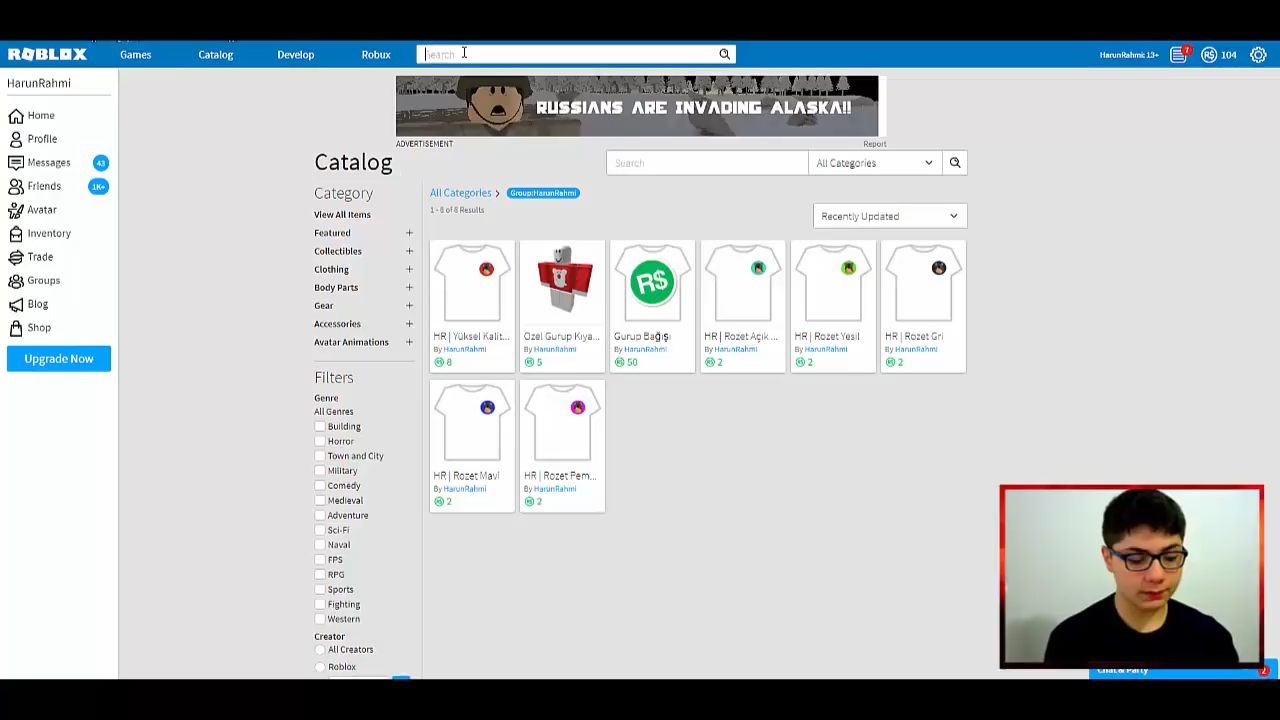 ROBLOX Games Catalog Develop Robux Search HarunRahmi: 13+ 7 R$ 104
HarunRahmi
Home
Profile
Messages 43
Friends 1K+
Avatar
Inventory
Trade
Groups
Blog
Shop
Upgrade Now
RUSSIANS ARE INVADING ALASKA!!
ADVERTISEMENT Report
Catalog Search All Categories
Category
View All Items
Featured +
Collectibles +
Clothing +
Body Parts +
Gear +
Accessories +
Avatar Animations +
Filters
Genre
All Genres
Building
Horror
Town and City
Military
Comedy
Medieval
Adventure
Sci-Fi
Naval
FPS
RPG
Sports
Fighting
Western
Creator
All Creators
Roblox
All Categories > Group:HarunRahmi
1 - 8 of 8 Results
Recently Updated
R$
HR | Yüksel Kalit... Ozel Gurup Kıya... Gurup Bağışı HR | Rozet Açık ... HR | Rozet Yesil HR | Rozet Gri
By HarunRahmi By HarunRahmi By HarunRahmi By HarunRahmi By HarunRahmi By HarunRahmi
R$ 8 R$ 5 R$ 50 R$ 2 R$ 2 R$ 2
HR | Rozet Mavi HR | Rozet Pem...
By HarunRahmi By HarunRahmi
R$ 2 R$ 2
Chat & Party 2